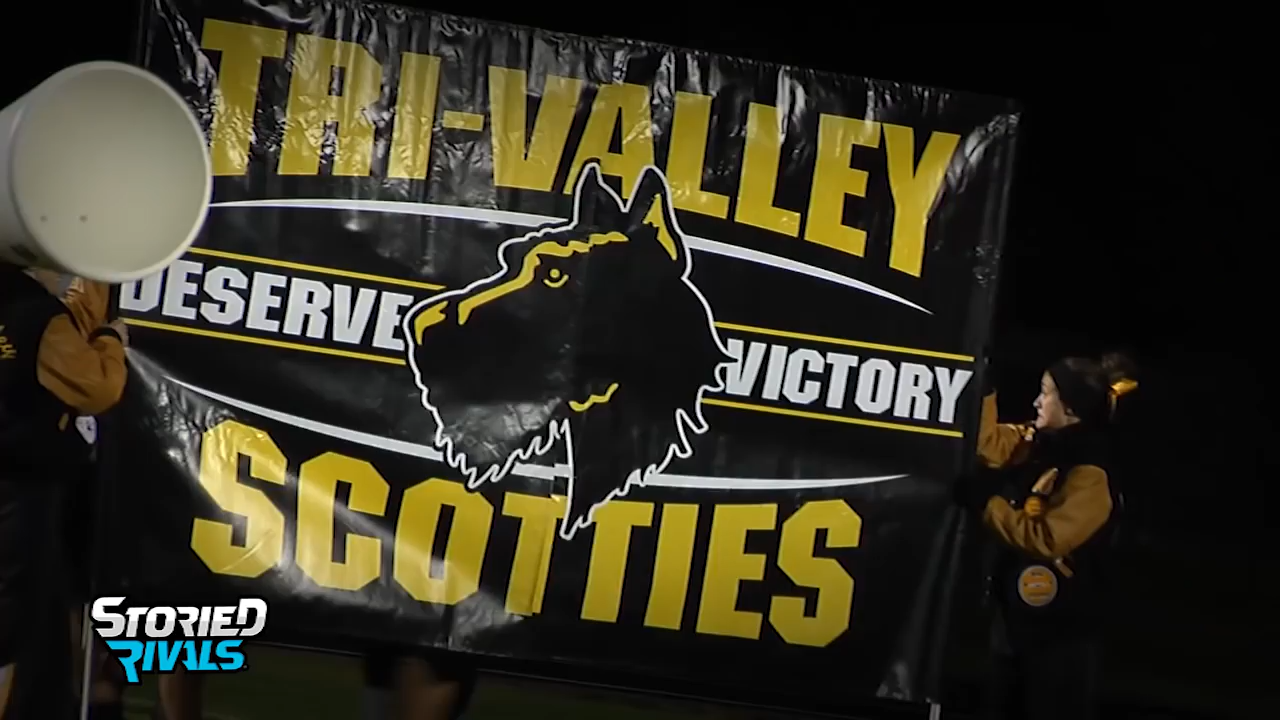 TRI-VALLEY
DESERVE VICTORY
SCOTTIES
STORIED
RIVALS